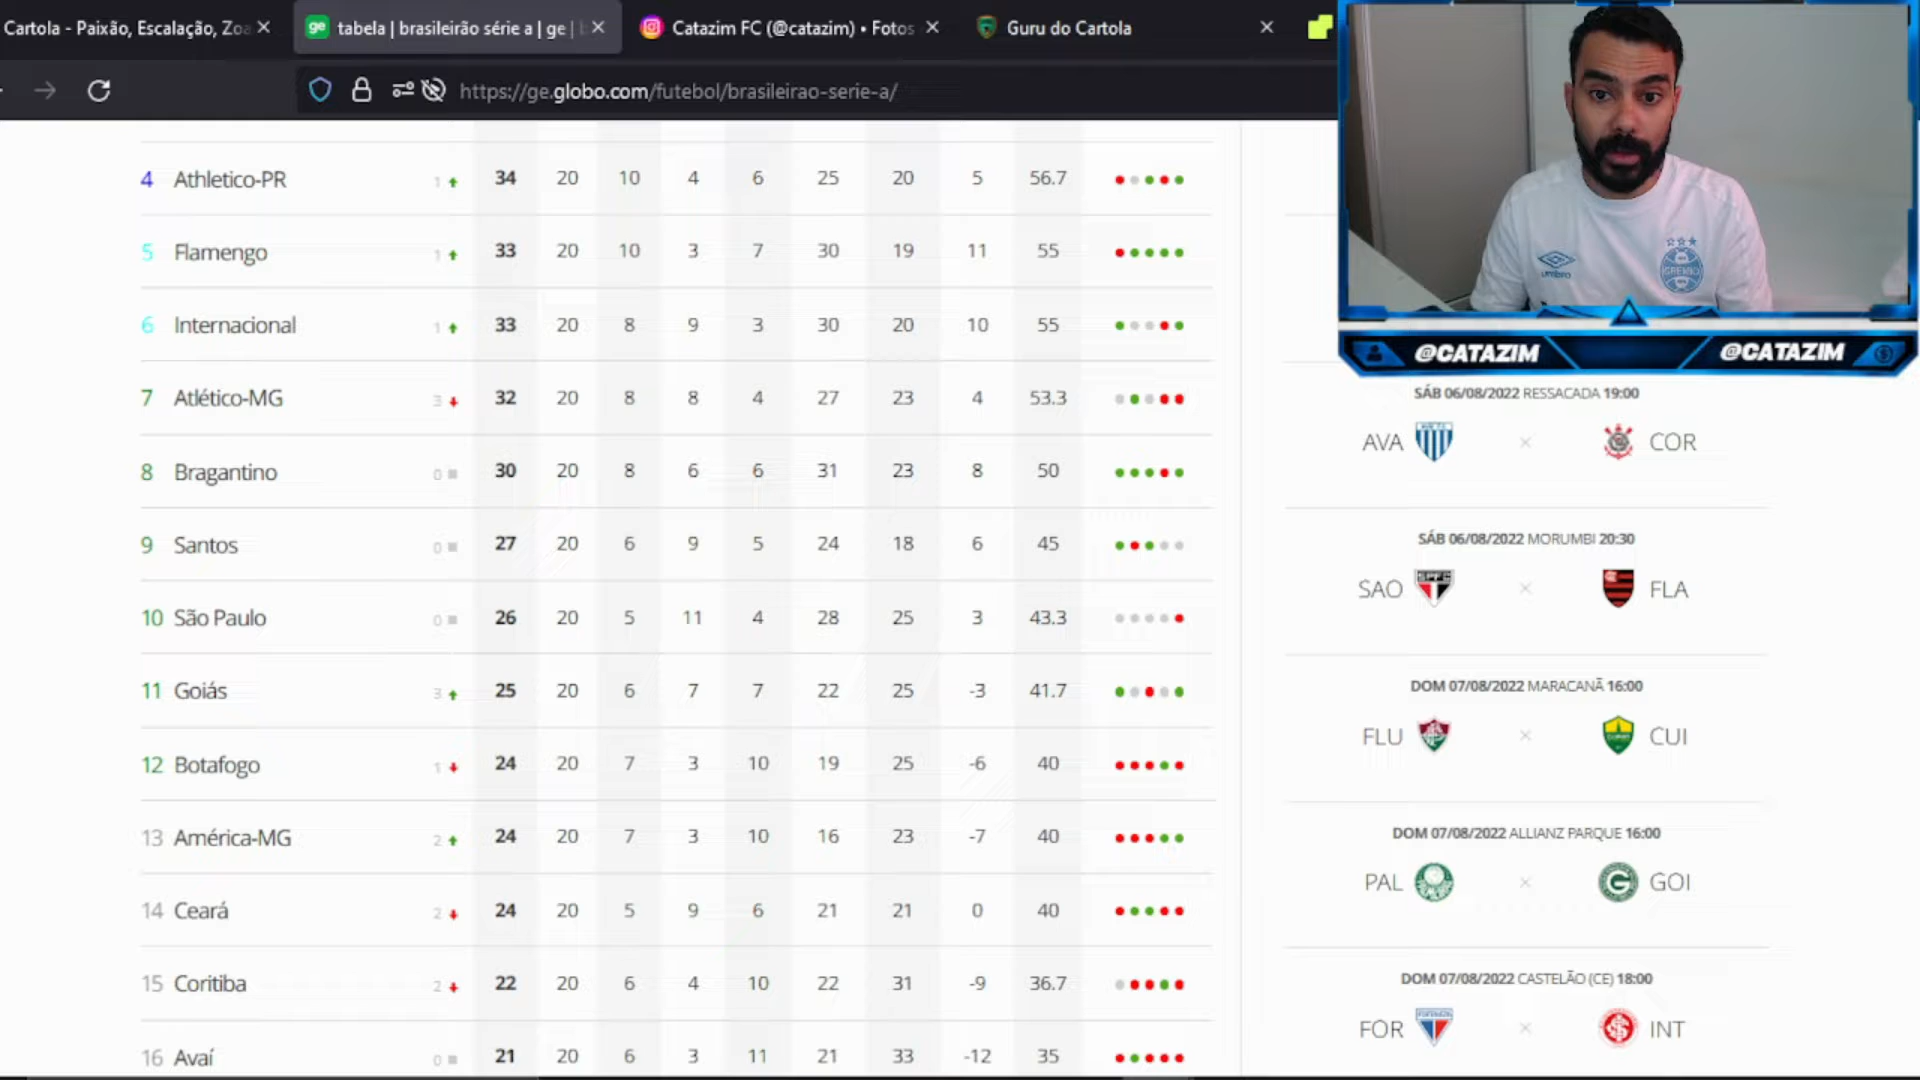 Cartola - Paixão, Escalação, Zoa
ge tabela | brasileirão série a | ge | b
Catazim FC (@catazim) • Fotos
Guru do Cartola
https://ge.globo.com/futebol/brasileirao-serie-a/
4 Athletico-PR 1 34 20 10 4 6 25 20 5 56.7
5 Flamengo 1 33 20 10 3 7 30 19 11 55
6 Internacional 1 33 20 8 9 3 30 20 10 55
7 Atlético-MG 3 32 20 8 8 4 27 23 4 53.3
8 Bragantino 0 30 20 8 6 6 31 23 8 50
9 Santos 0 27 20 6 9 5 24 18 6 45
10 São Paulo 0 26 20 5 11 4 28 25 3 43.3
11 Goiás 3 25 20 6 7 7 22 25 -3 41.7
12 Botafogo 1 24 20 7 3 10 19 25 -6 40
13 América-MG 2 24 20 7 3 10 16 23 -7 40
14 Ceará 2 24 20 5 9 6 21 21 0 40
15 Coritiba 2 22 20 6 4 10 22 31 -9 36.7
16 Avaí 0 21 20 6 3 11 21 33 -12 35
umbro
GRÊMIO
@CATAZIM @CATAZIM
SÁB 06/08/2022 RESSACADA 19:00
AVA × COR
SÁB 06/08/2022 MORUMBI 20:30
SAO SPFC × FLA
DOM 07/08/2022 MARACANÃ 16:00
FLU × CUI
DOM 07/08/2022 ALLIANZ PARQUE 16:00
PAL × GOI
DOM 07/08/2022 CASTELÃO (CE) 18:00
FOR × INT